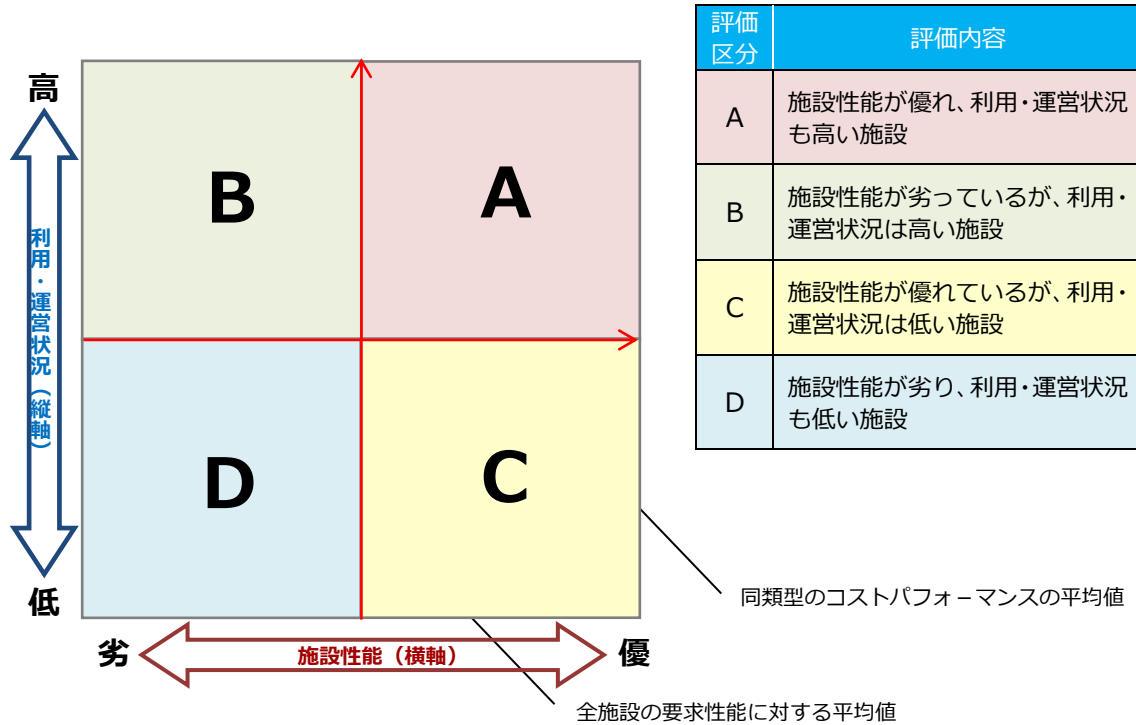 高
利用・運営状況（縦軸）
低
B
A
D
C
劣
施設性能（横軸）
優
評価
区分
評価内容
A
施設性能が優れ、利用・運営状況
も高い施設
B
施設性能が劣っているが、利用・
運営状況は高い施設
C
施設性能が優れているが、利用・
運営状況は低い施設
D
施設性能が劣り、利用・運営状況
も低い施設
同類型のコストパフォーマンスの平均値
全施設の要求性能に対する平均値